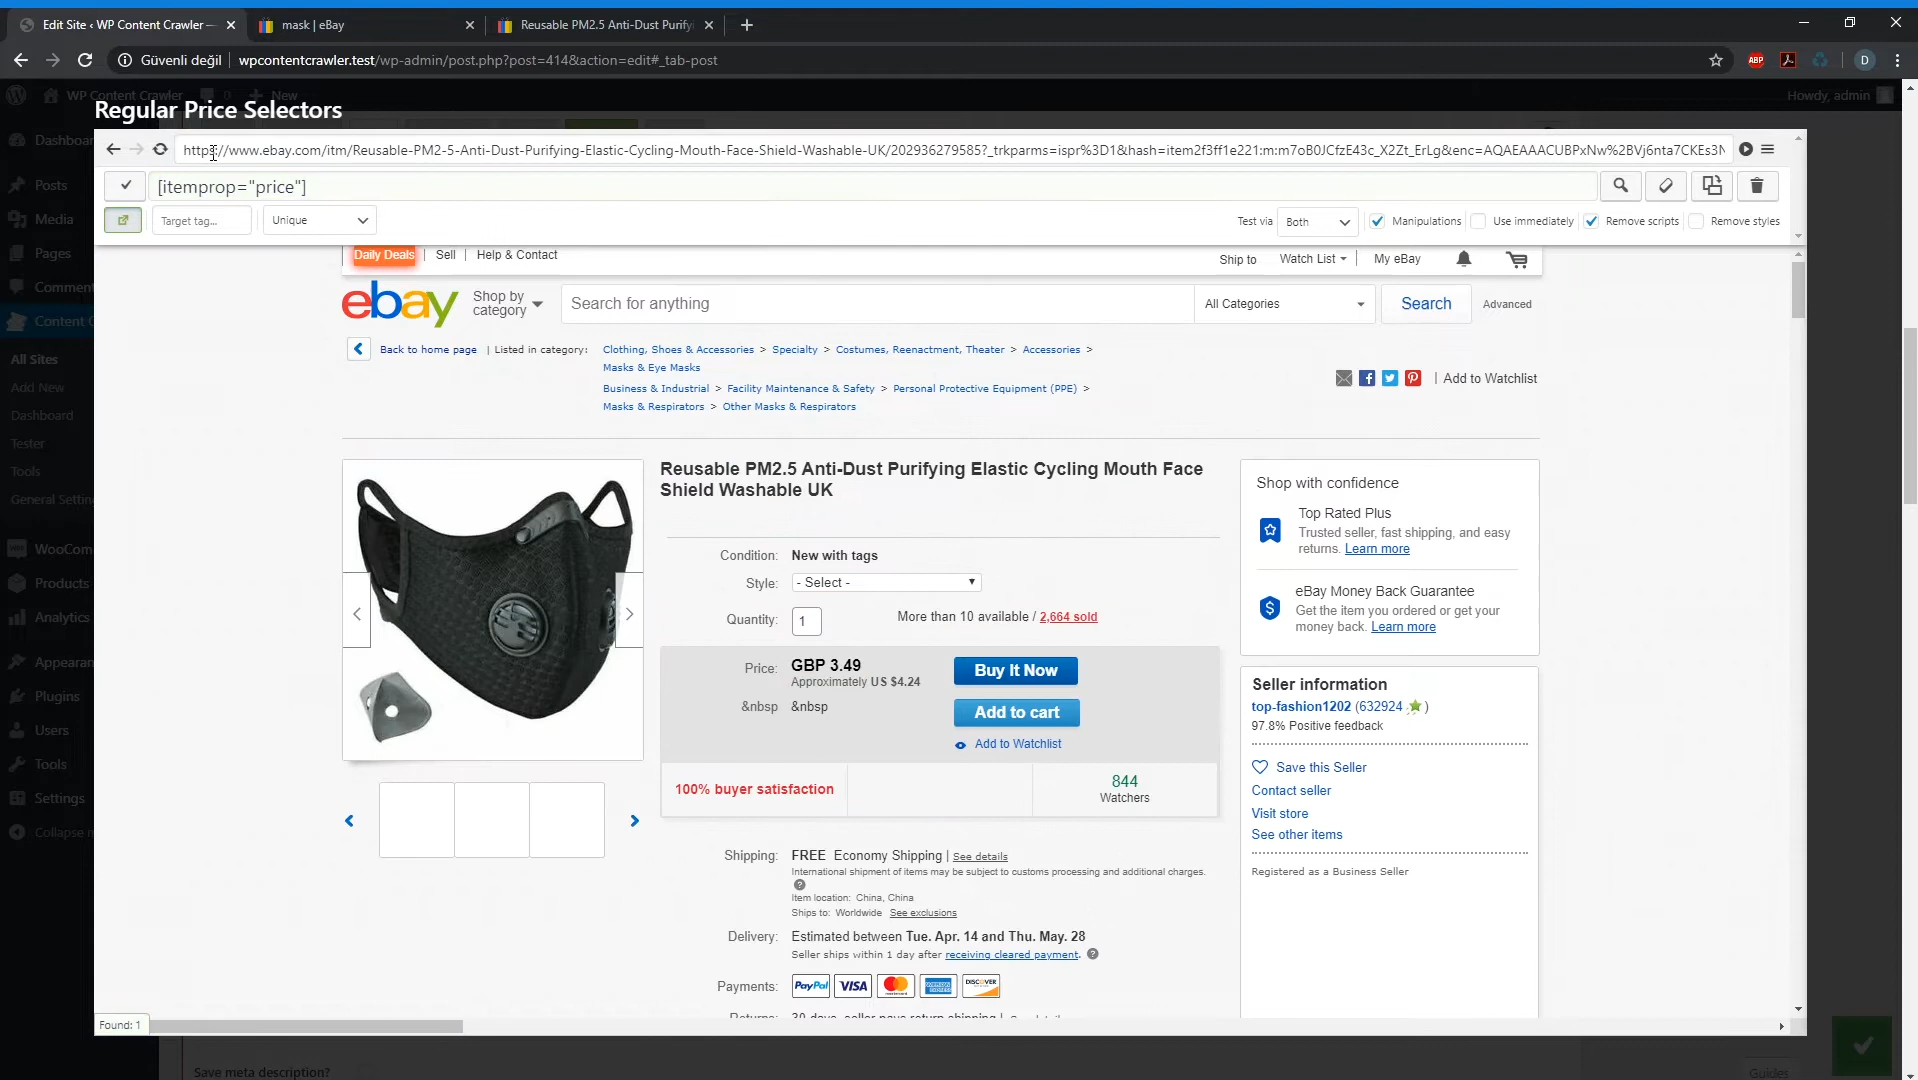 Edit Site ‹ WP Content Crawler —
mask | eBay
Reusable PM2.5 Anti-Dust Purify
Güvenli değil
wpcontentcrawler.test/wp-admin/post.php?post=414&action=edit#_tab-post
ABP
D
WP Content Crawler
0
New
Howdy, admin
Regular Price Selectors
https://www.ebay.com/itm/Reusable-PM2-5-Anti-Dust-Purifying-Elastic-Cycling-Mouth-Face-Shield-Washable-UK/202936279585?_trkparms=ispr%3D1&hash=item2f3ff1e221:m:m7oB0JCfzE43c_X2Zt_ErLg&enc=AQAEAAACUBPxNw%2BVj6nta7CKEs3N
[itemprop="price"]
Target tag...
Unique
Test via
Both
Manipulations
Use immediately
Remove scripts
Remove styles
Dashboa
Posts
Media
Pages
Commen
Content C
All Sites
Add New
Dashboard
Tester
Tools
General Settin
WooCom
Products
Analytics
Appearan
Plugins
Users
Tools
Settings
Collapse m
Daily Deals
Sell
Help & Contact
Ship to
Watch List
My eBay
ebay
Shop by
category
Search for anything
All Categories
Search
Advanced
Back to home page
| Listed in category:
Clothing, Shoes & Accessories > Specialty > Costumes, Reenactment, Theater > Accessories >
Masks & Eye Masks
Business & Industrial > Facility Maintenance & Safety > Personal Protective Equipment (PPE) >
Masks & Respirators > Other Masks & Respirators
| Add to Watchlist
Reusable PM2.5 Anti-Dust Purifying Elastic Cycling Mouth Face
Shield Washable UK
Condition:
New with tags
Style:
- Select -
Quantity:
1
More than 10 available / 2,664 sold
Price:
GBP 3.49
Approximately US $4.24
&nbsp
&nbsp
Buy It Now
Add to cart
Add to Watchlist
100% buyer satisfaction
844
Watchers
Shipping:
FREE Economy Shipping | See details
International shipment of items may be subject to customs processing and additional charges.
Item location: China, China
Ships to: Worldwide See exclusions
Delivery:
Estimated between Tue. Apr. 14 and Thu. May. 28
Seller ships within 1 day after receiving cleared payment.
Payments:
PayPal
VISA
DISCOVER
Shop with confidence
Top Rated Plus
Trusted seller, fast shipping, and easy
returns. Learn more
eBay Money Back Guarantee
Get the item you ordered or get your
money back. Learn more
Seller information
top-fashion1202 (632924 )
97.8% Positive feedback
Save this Seller
Contact seller
Visit store
See other items
Registered as a Business Seller
Found: 1
Save meta description?
Guides